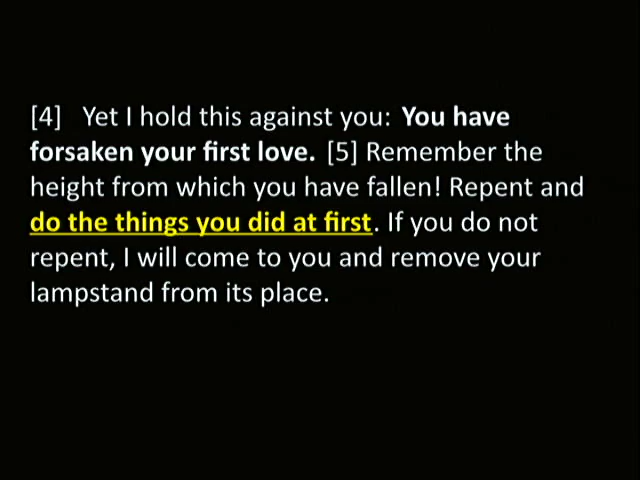 [4] Yet I hold this against you: You have
forsaken your first love. [5] Remember the
height from which you have fallen! Repent and
do the things you did at first. If you do not
repent, I will come to you and remove your
lampstand from its place.